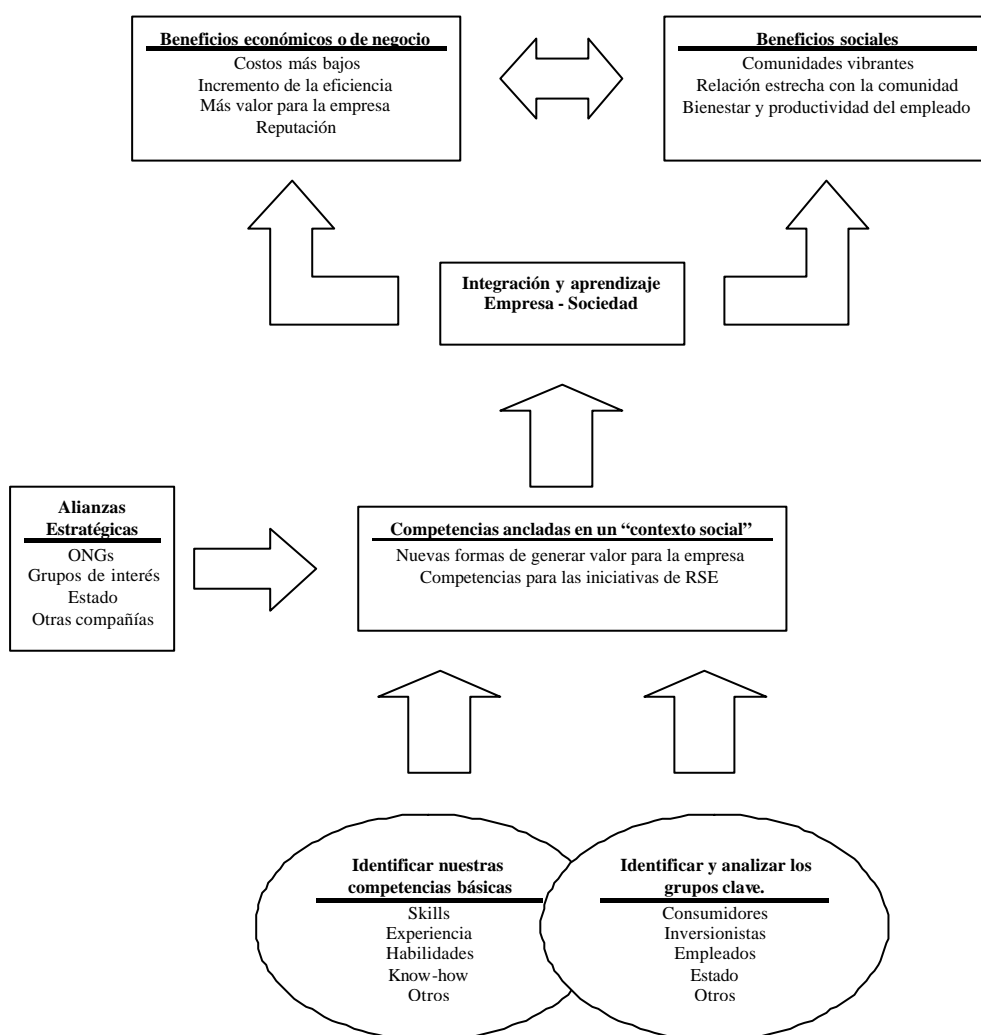 Beneficios económicos o de negocio
Costos más bajos
Incremento de la eficiencia
Más valor para la empresa
Reputación
Beneficios sociales
Comunidades vibrantes
Relación estrecha con la comunidad
Bienestar y productividad del empleado
Integración y aprendizaje
Empresa - Sociedad
Alianzas
Estratégicas
ONGs
Grupos de interés
Estado
Otras compañías
Competencias ancladas en un “contexto social”
Nuevas formas de generar valor para la empresa
Competencias para las iniciativas de RSE
Identificar nuestras
competencias básicas
Skills
Experiencia
Habilidades
Know-how
Otros
Identificar y analizar los
grupos clave.
Consumidores
Inversionistas
Empleados
Estado
Otros